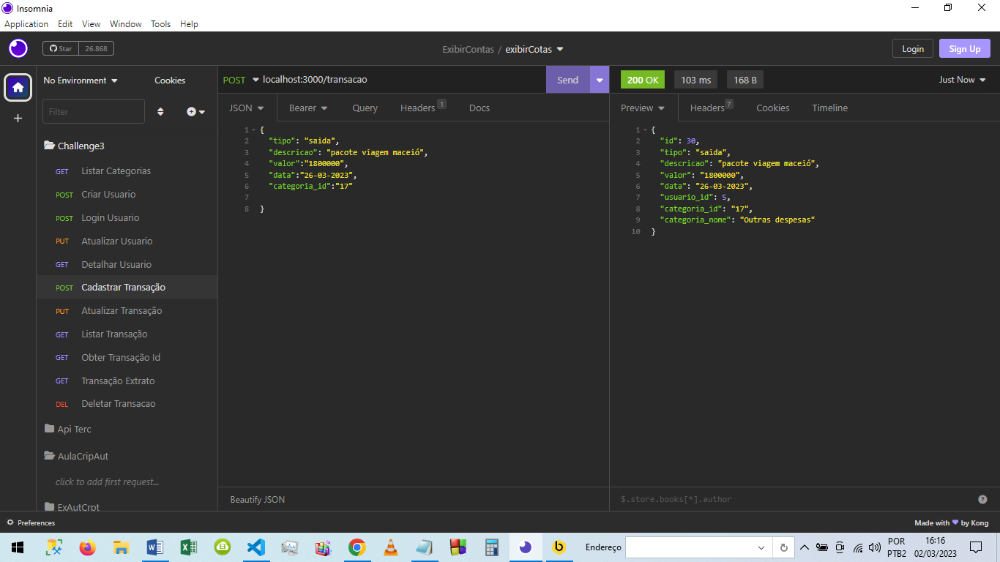 Insomnia
Application Edit View Window Tools Help
Star 26.868
ExibirContas / exibirCotas
Login Sign Up
No Environment Cookies
Filter
Challenge3
GET Listar Categorias
POST Criar Usuario
POST Login Usuario
PUT Atualizar Usuario
GET Detalhar Usuario
POST Cadastrar Transação
PUT Atualizar Transação
GET Listar Transação
GET Obter Transação Id
GET Transação Extrato
DEL Deletar Transacao
Api Terc
AulaCripAut
click to add first request...
ExAutCrpt
POST localhost:3000/transacao Send
JSON Bearer Query Headers 1 Docs
1 {
2 "tipo": "saida",
3 "descricao": "pacote viagem maceió",
4 "valor":"1800000",
5 "data":"26-03-2023",
6 "categoria_id":"17"
7
8 }
Beautify JSON
200 OK 103 ms 168 B Just Now
Preview Headers 7 Cookies Timeline
1 {
2 "id": 30,
3 "tipo": "saida",
4 "descricao": "pacote viagem maceió",
5 "valor": "1800000",
6 "data": "26-03-2023",
7 "usuario_id": 5,
8 "categoria_id": "17",
9 "categoria_nome": "Outras despesas"
10 }
$.store.books[*].author
Preferences
Made with by Kong
Endereço
POR
PTB2
16:16
02/03/2023